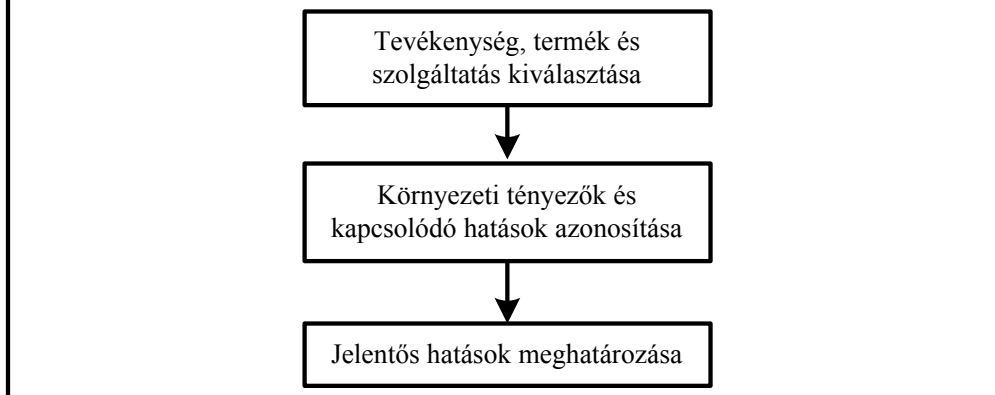 Tevékenység, termék és
szolgáltatás kiválasztása
Környezeti tényezők és
kapcsolódó hatások azonosítása
Jelentős hatások meghatározása